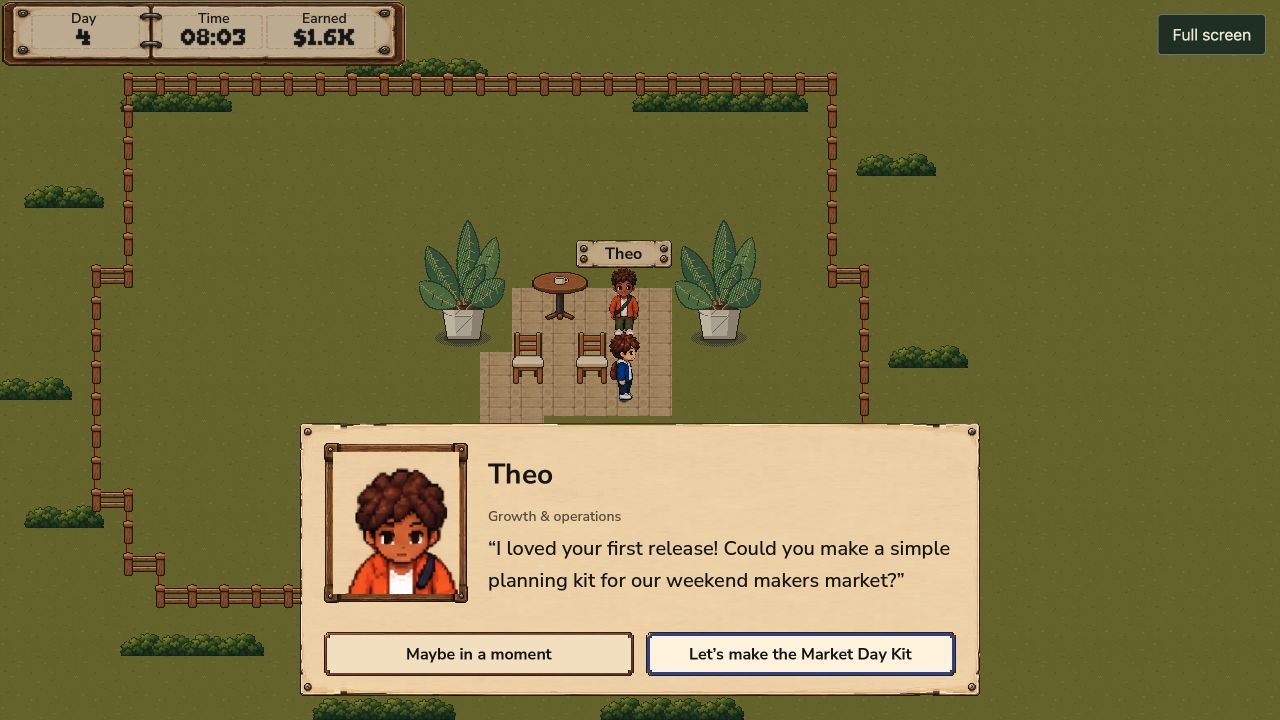 Day
4
Time
08:03
Earned
$1.6K
Full screen
Theo
Theo
Growth & operations
“I loved your first release! Could you make a simple
planning kit for our weekend makers market?”
Maybe in a moment
Let’s make the Market Day Kit